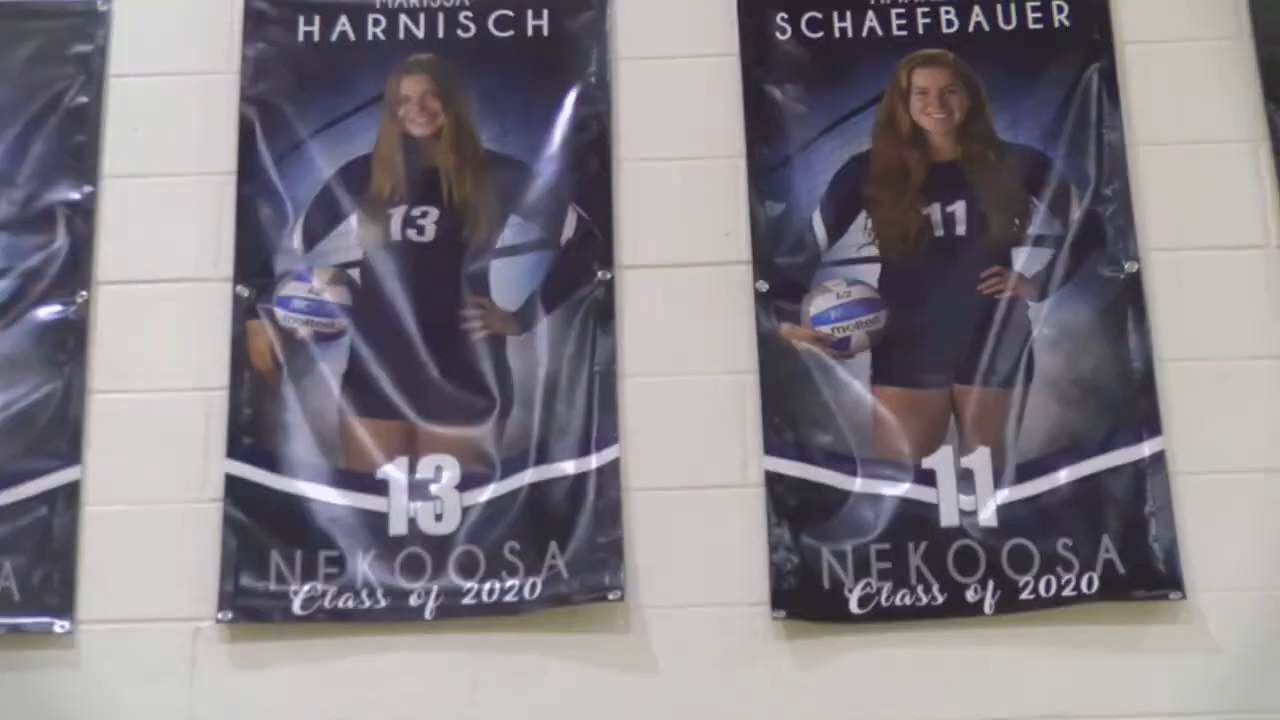 MARISSA
HARNISCH
13
molten
13
NEKOOSA
Class of 2020
SCHAEFBAUER
11
molten
11
NEKOOSA
Class of 2020
A